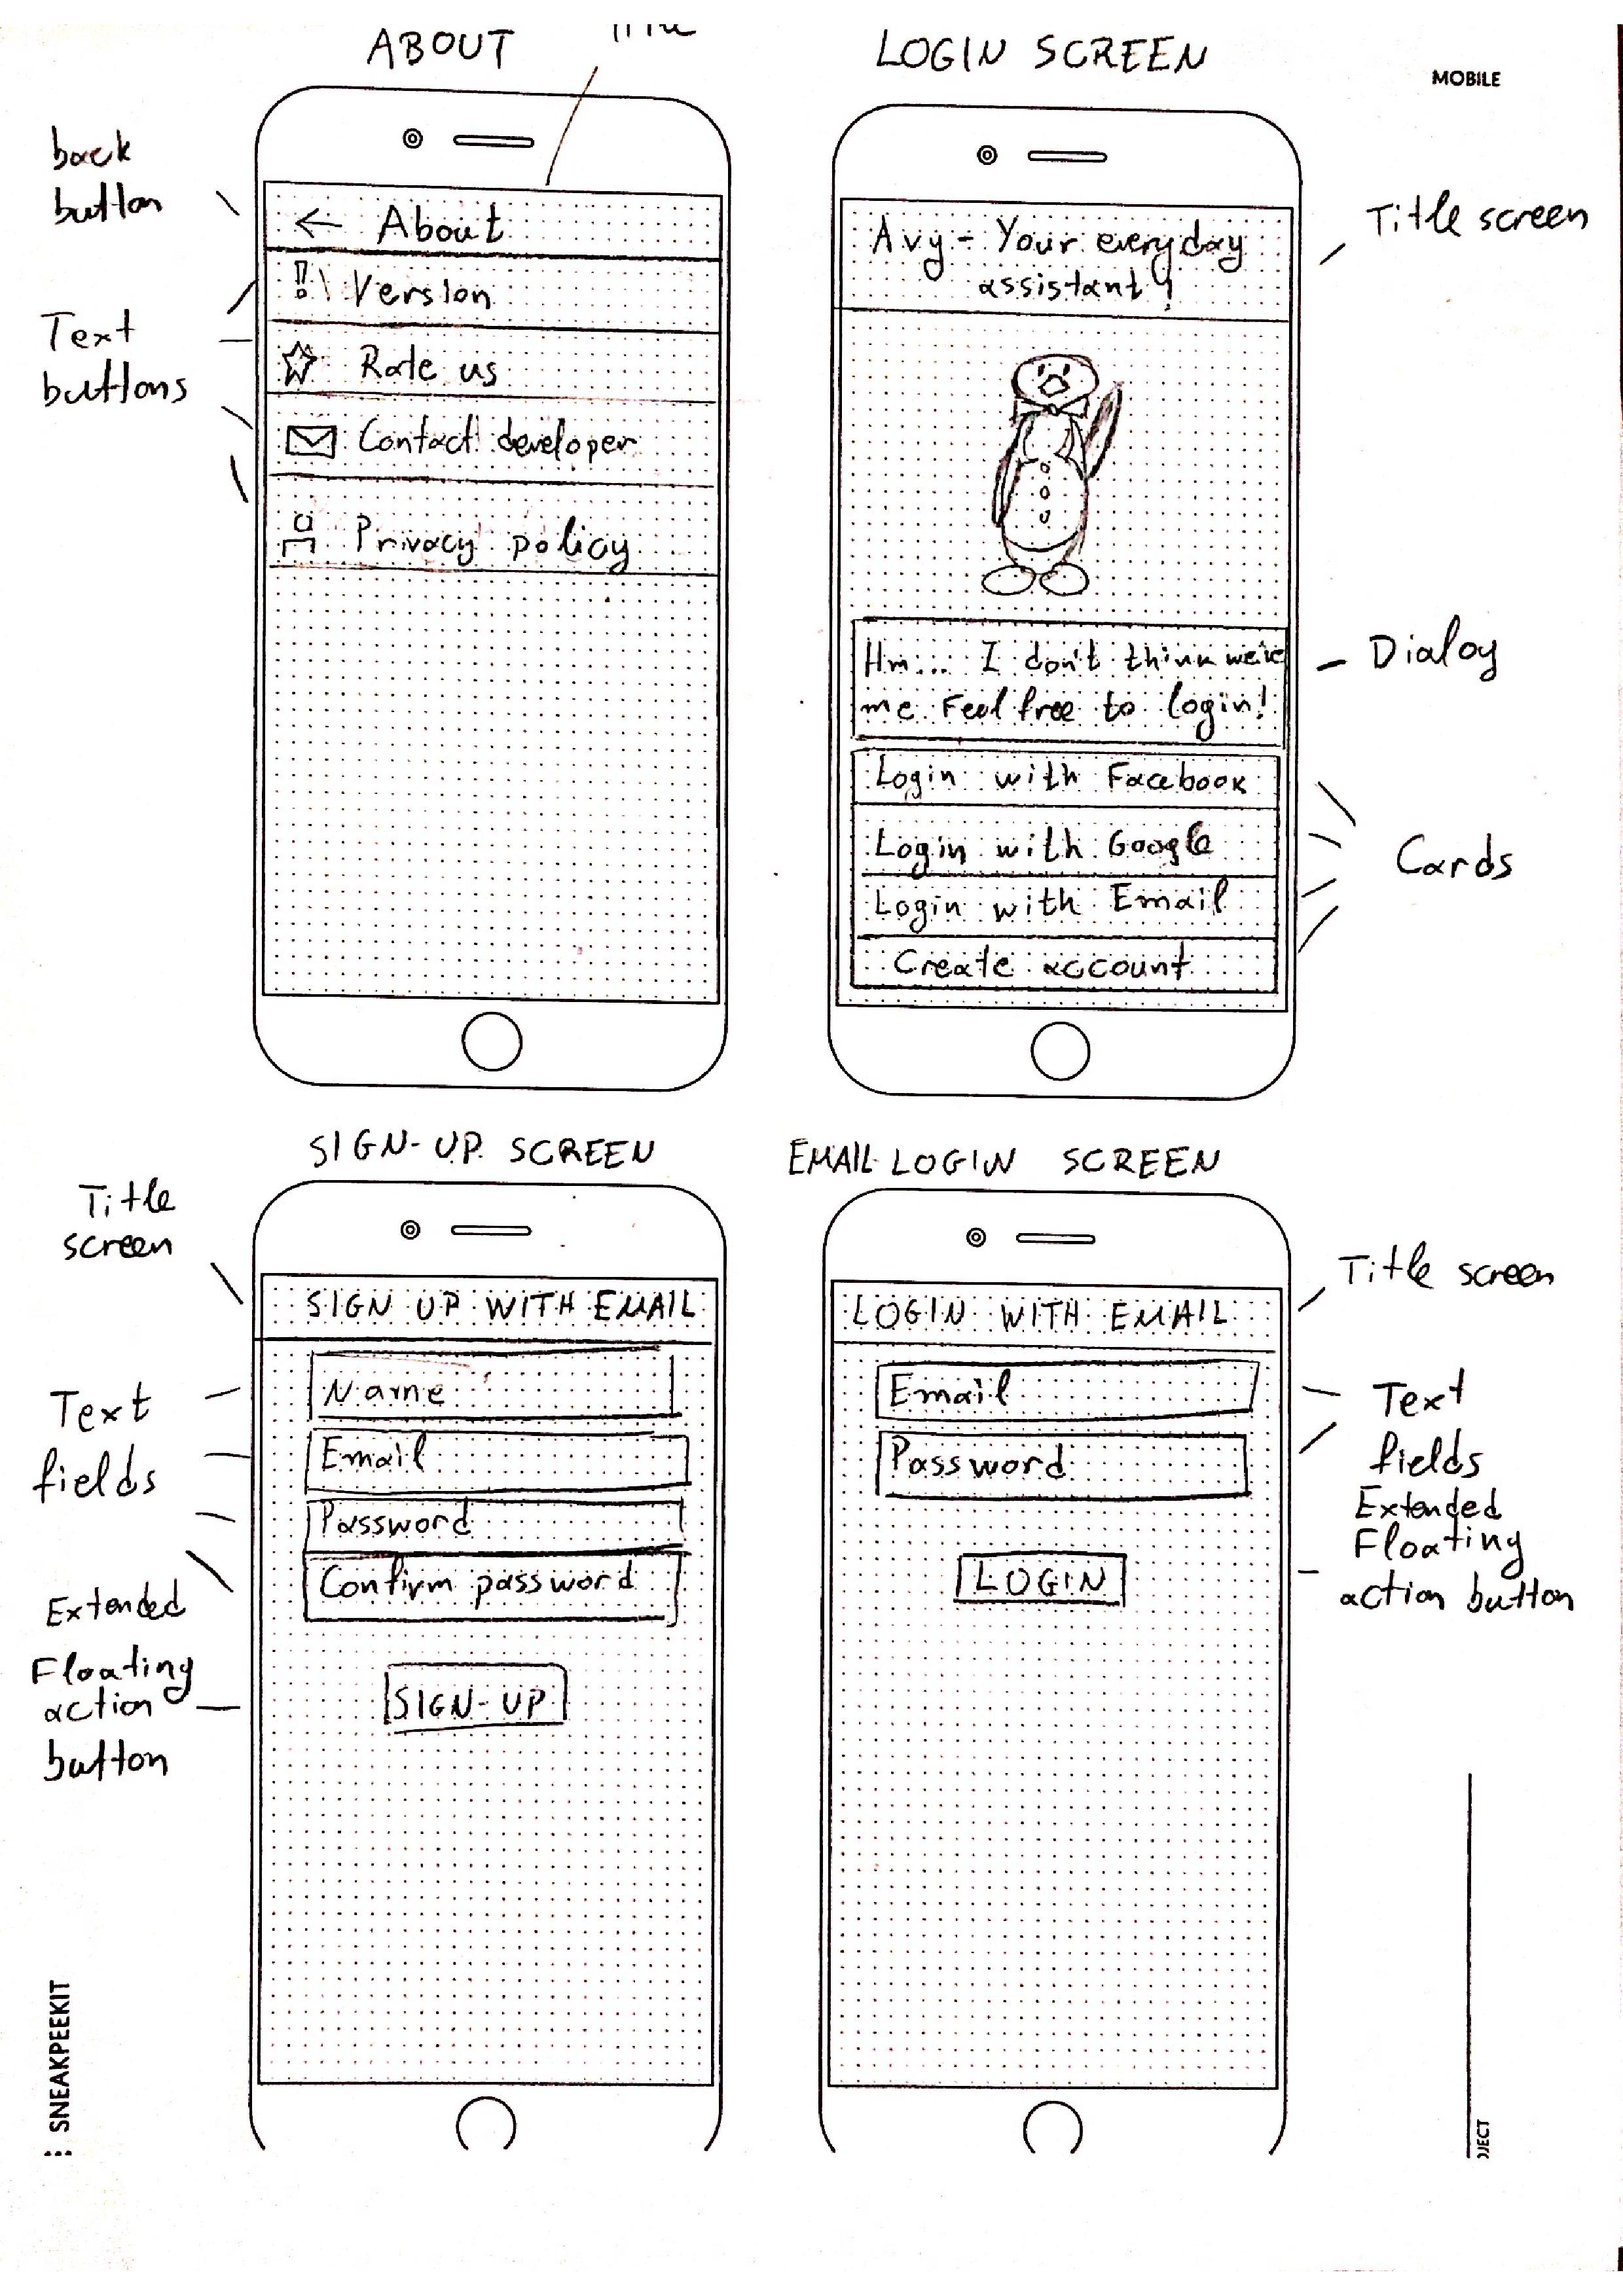 ABOUT
back
button
← About
Version
Rate us
Contact developer
Privacy policy
Text
buttons
LOGIN SCREEN
MOBILE
Title screen
Avy - Your everyday
assistant!
Hm... I don't think we've
me Feel free to login!
Dialog
Login with Facebook
Login with Google
Login with Email
Create account
Cards
SIGN-UP SCREEN
Title
screen
SIGN UP WITH EMAIL
Name
Email
Password
Confirm password
SIGN-UP
Text
fields
Extended
Floating
action
button
EMAIL LOGIN SCREEN
Title screen
LOGIN WITH EMAIL
Email
Password
LOGIN
Text
fields
Extended
Floating
action button
SNEAKPEEKIT